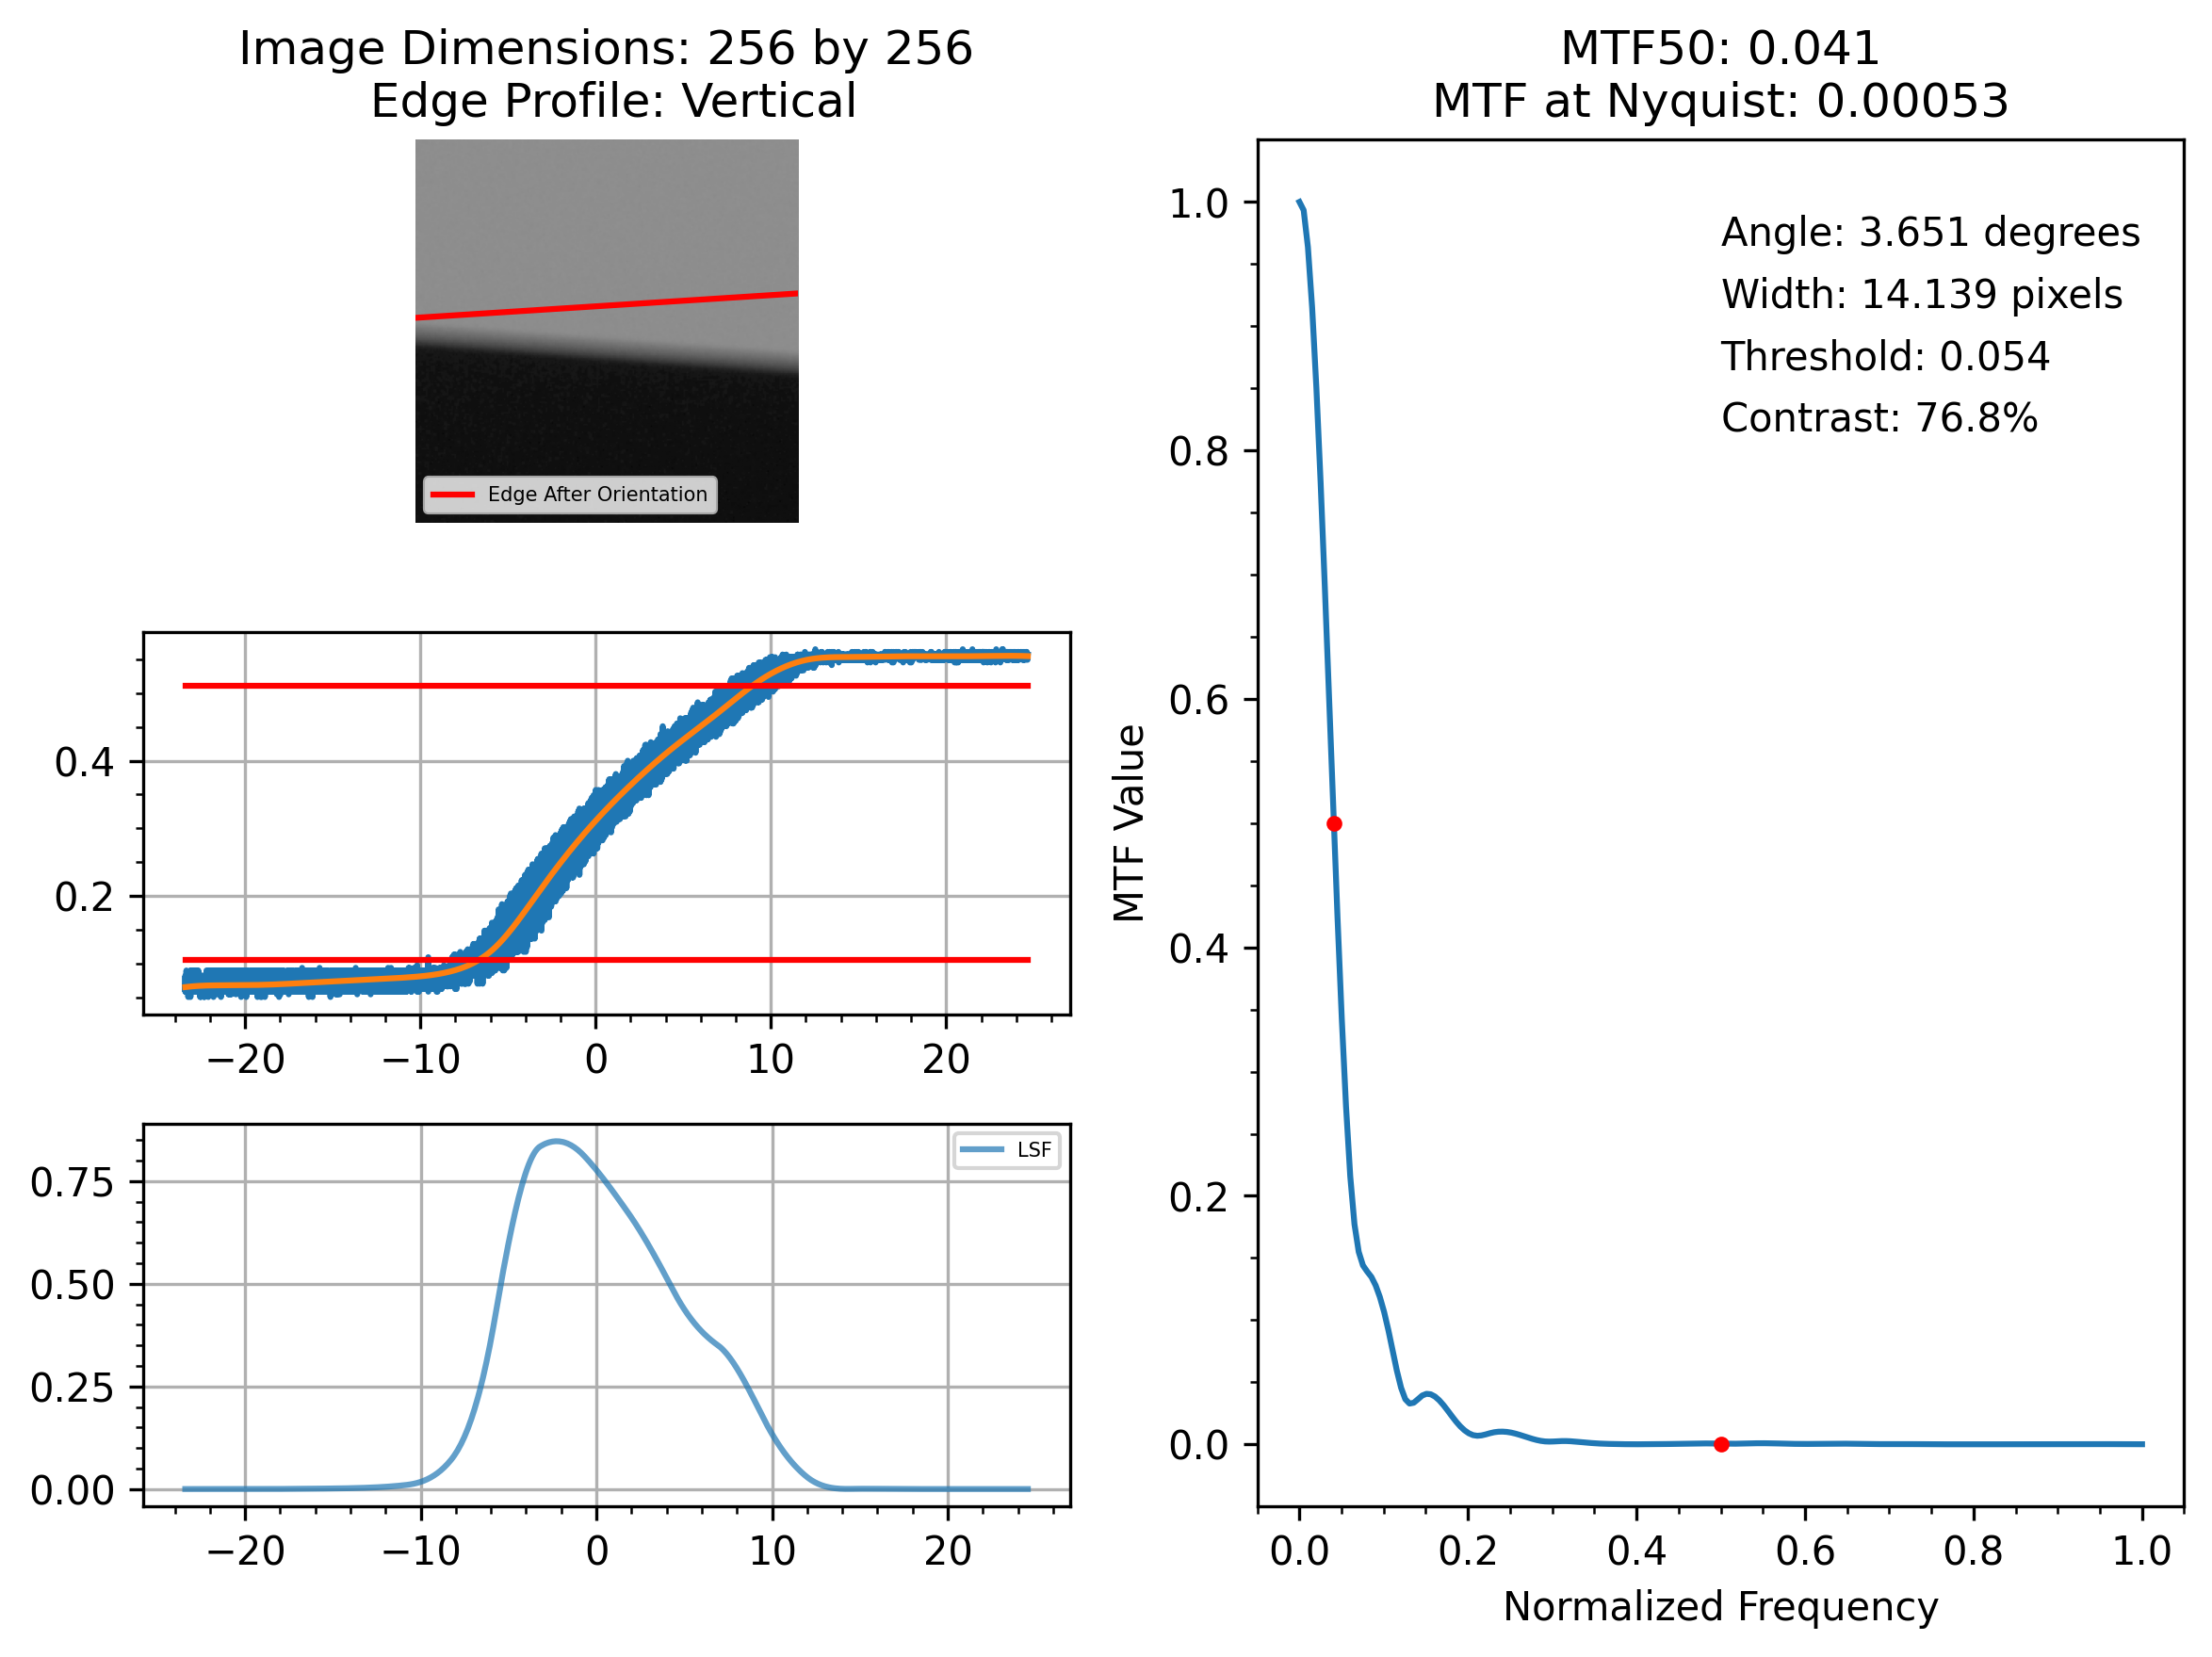 Image Dimensions: 256 by 256
Edge Profile: Vertical
Edge After Orientation
0.4
0.2
−20 −10 0 10 20
LSF
0.75
0.50
0.25
0.00
−20 −10 0 10 20
MTF50: 0.041
MTF at Nyquist: 0.00053
Angle: 3.651 degrees
Width: 14.139 pixels
Threshold: 0.054
Contrast: 76.8%
MTF Value
1.0
0.8
0.6
0.4
0.2
0.0
0.0 0.2 0.4 0.6 0.8 1.0
Normalized Frequency